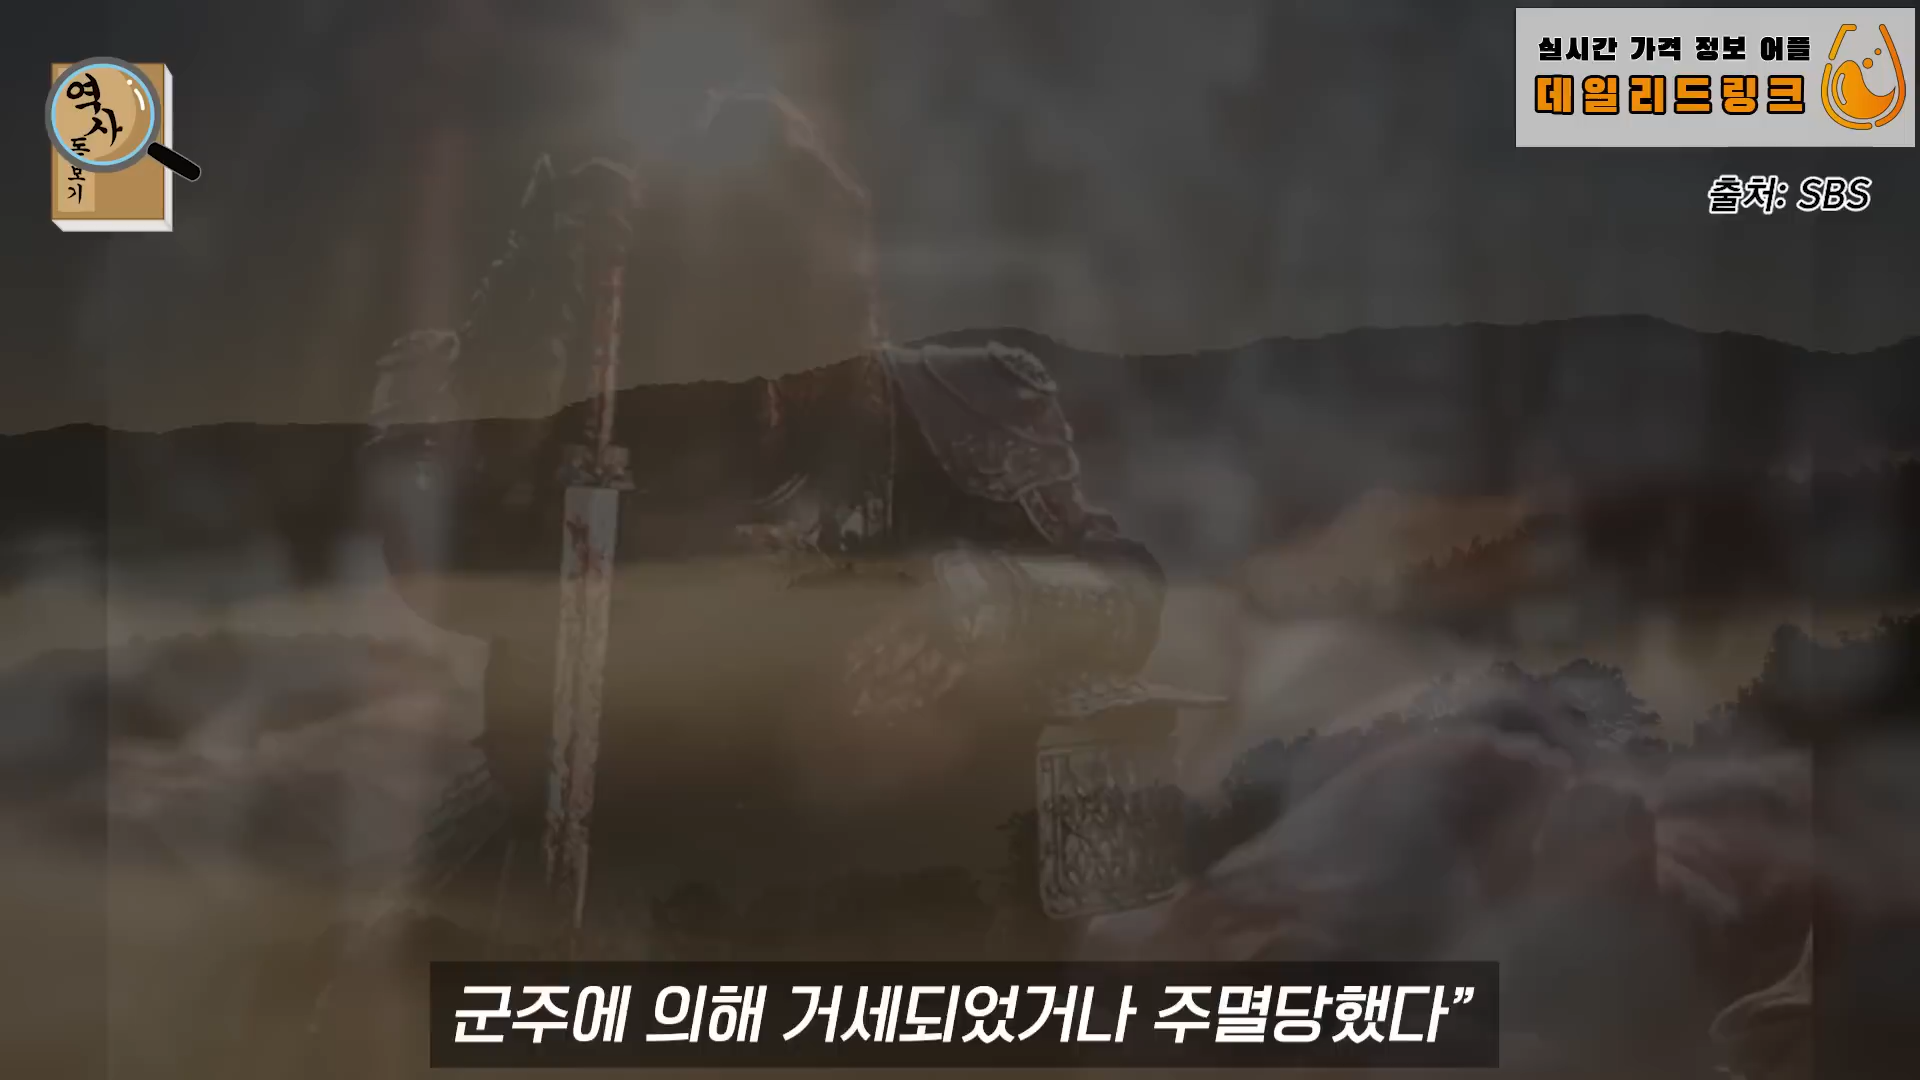 역사
돋보기
실시간 가격 정보 어플
데일리드링크
출처: SBS
군주에 의해 거세되었거나 주멸당했다”